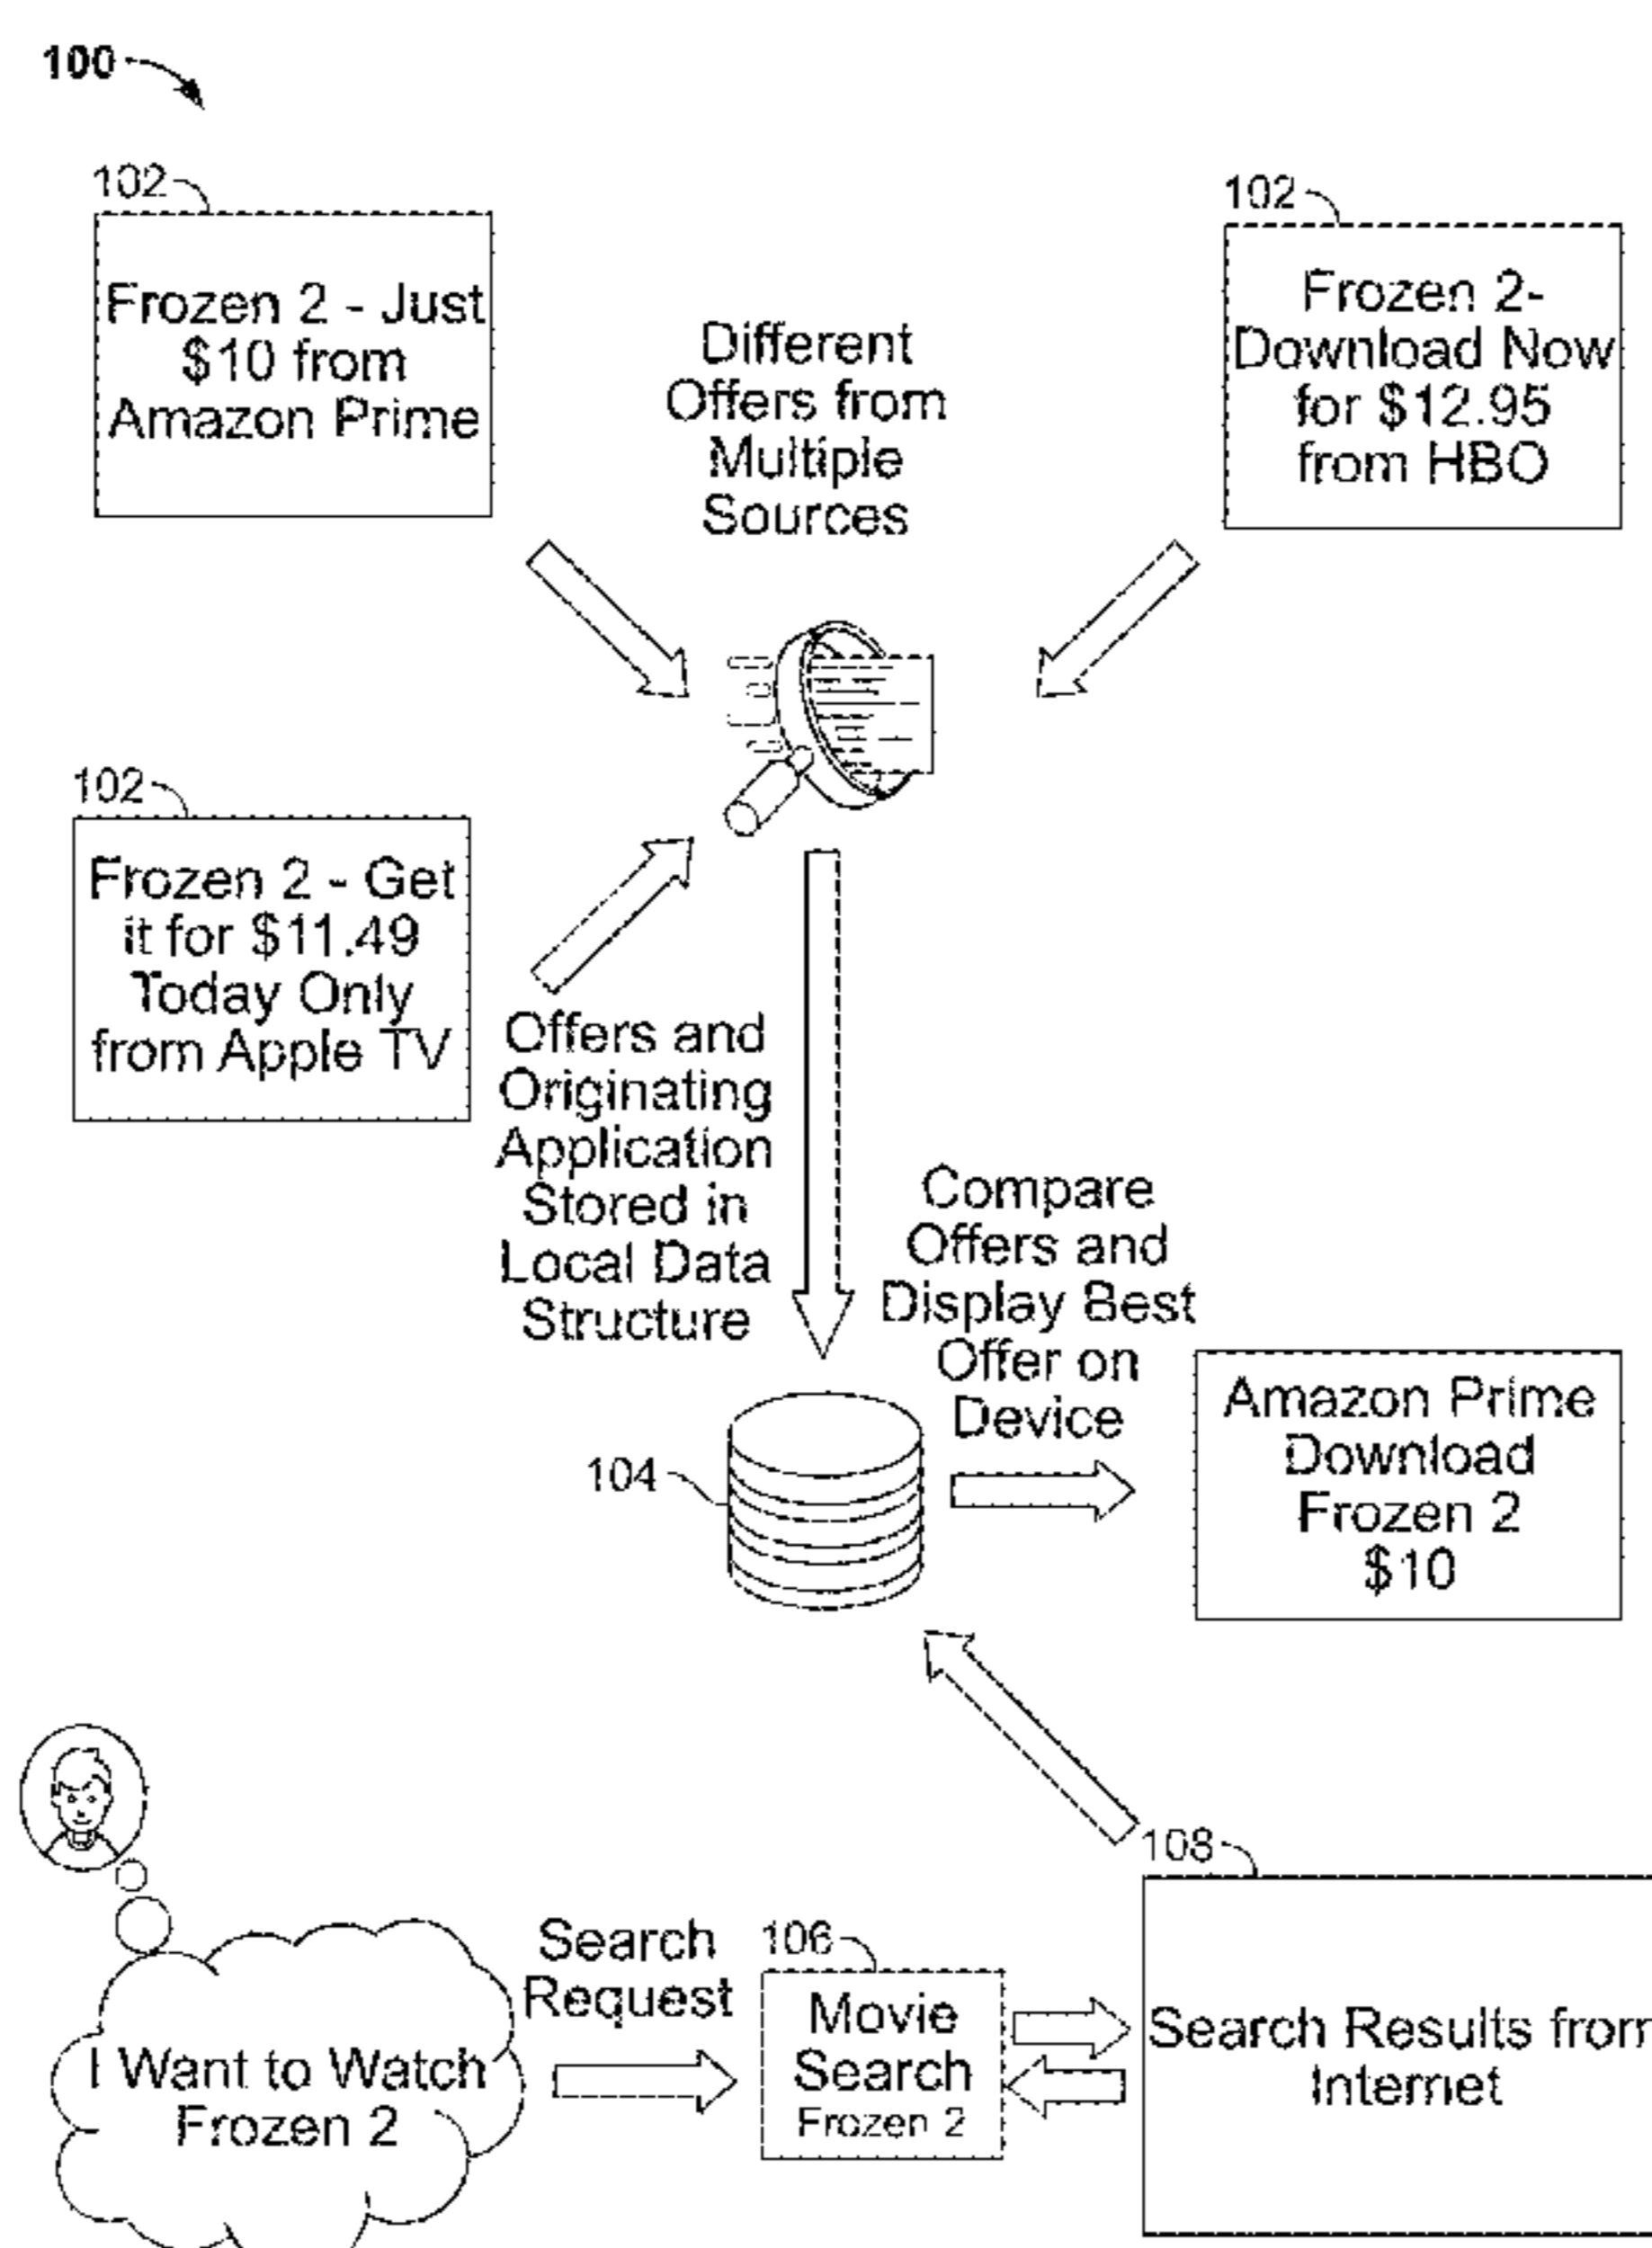 100
102
Frozen 2 - Just
$10 from
Amazon Prime
Different
Offers from
Multiple
Sources
102
Frozen 2-
Download Now
for $12.95
from HBO
102
Frozen 2 - Get
it for $11.49
Today Only
from Apple TV
Offers and
Originating
Application
Stored in
Local Data
Structure
Compare
Offers and
Display Best
Offer on
Device
104
Amazon Prime
Download
Frozen 2
$10
I Want to Watch
Frozen 2
Search
Request
106
Movie
Search
Frozen 2
108
Search Results from
Internet